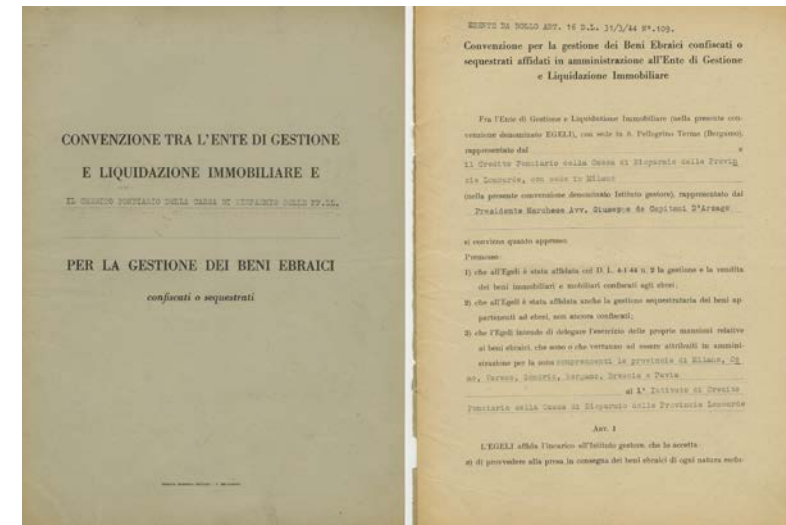 CONVENZIONE TRA L'ENTE DI GESTIONE
E LIQUIDAZIONE IMMOBILIARE E
IL CREDITO FONDIARIO DELLA CASSA DI RISPARMIO DELLE PP.LL.
PER LA GESTIONE DEI BENI EBRAICI
confiscati o sequestrati
ESENTE DA BOLLO ART. 16 D.L. 31/3/44 N°.109.
Convenzione per la gestione dei Beni Ebraici confiscati o
sequestrati affidati in amministrazione all'Ente di Gestione
e Liquidazione Immobiliare
Fra l'Ente di Gestione e Liquidazione Immobiliare (nella presente con-
venzione denominato EGELI), con sede in S. Pellegrino Terme (Bergamo),
rappresentato dal e
il Credito Fondiario della Cassa di Risparmio delle Provin
cie Lombarde, con sede in Milano
(nella presente convenzione denominato Istituto gestore), rappresentato dal
Presidente Marchese Avv. Giuseppe de Capitani D'Arzago
si conviene quanto appresso.
Premesso:
1) che all'Egeli è stata affidata col D. L. 4-1-44 n. 2 la gestione e la vendita
dei beni immobiliari e mobiliari confiscati agli ebrei;
2) che all'Egeli è stata affidata anche la gestione sequestrataria dei beni ap-
partenenti ad ebrei, non ancora confiscati;
3) che l'Egeli intende di delegare l'esercizio delle proprie mansioni relative
ai beni ebraici, che sono o che verranno ad essere attribuiti in ammini-
strazione per la zona comprendenti le provincie di Milano, Co
mo, Varese, Sondrio, Bergamo, Brescia e Pavia
al l' Istituto di Credito
Fondiario della Cassa di Risparmio delle Provincie Lombarde
ART. 1
L'EGELI affida l'incarico all'Istituto gestore, che lo accetta:
a) di provvedere alla presa in consegna dei beni ebraici di ogni natura esclu-